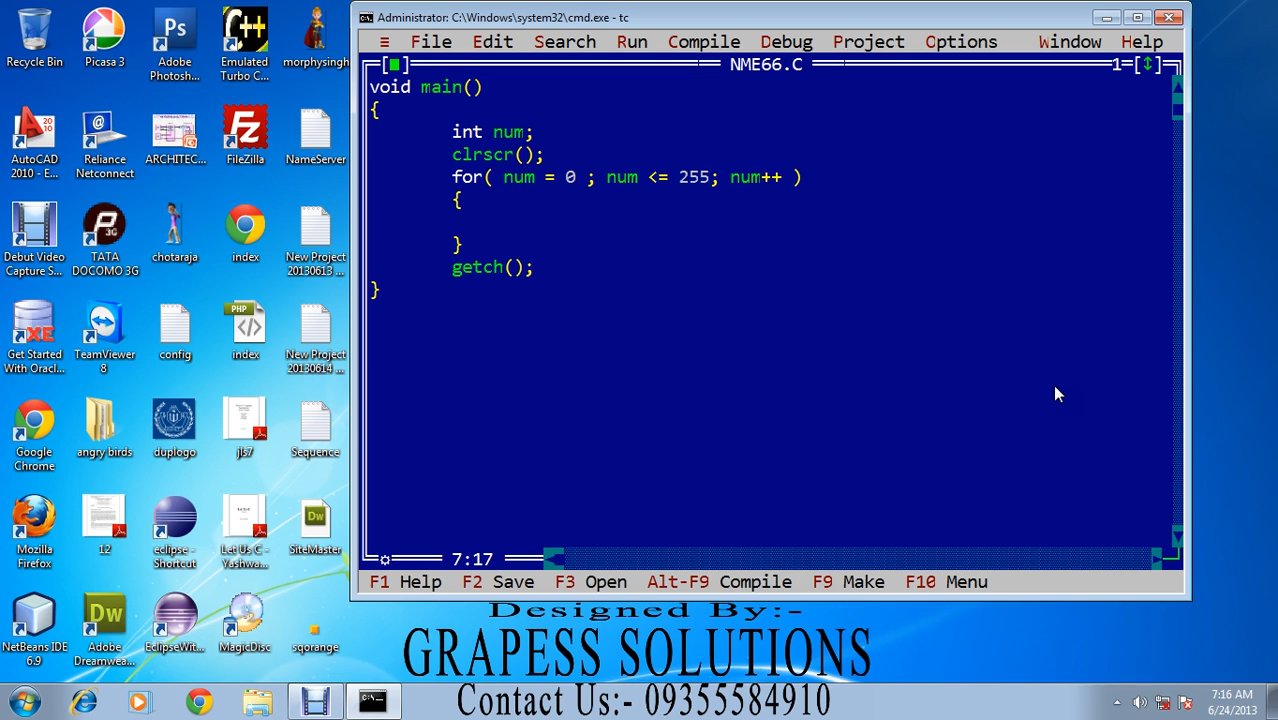 Recycle Bin
Picasa 3
Adobe Photosh...
Emulated Turbo C...
morphysingh
AutoCAD 2010 - E...
Reliance Netconnect
ARCHITEC...
FileZilla
NameServer
Debut Video Capture S...
TATA DOCOMO 3G
chotaraja
index
New Project 20130613 ...
Get Started With Oracl...
TeamViewer 8
config
index
New Project 20130614 ...
Google Chrome
angry birds
duplogo
jls7
Sequence
Mozilla Firefox
12
eclipse - Shortcut
Let Us C - Yashwa...
SiteMaster
NetBeans IDE 6.9
Adobe Dreamwea...
EclipseWit...
MagicDisc
sqorange
Administrator: C:\Windows\system32\cmd.exe - tc
≡ File Edit Search Run Compile Debug Project Options Window Help
NME66.C
1=[↕]
void main()
{
int num;
clrscr();
for( num = 0 ; num <= 255; num++ )
{
}
getch();
}
7:17
F1 Help F2 Save F3 Open Alt-F9 Compile F9 Make F10 Menu
Designed By:-
GRAPESS SOLUTIONS
Contact Us:- 09355584910
7:16 AM
6/24/2013